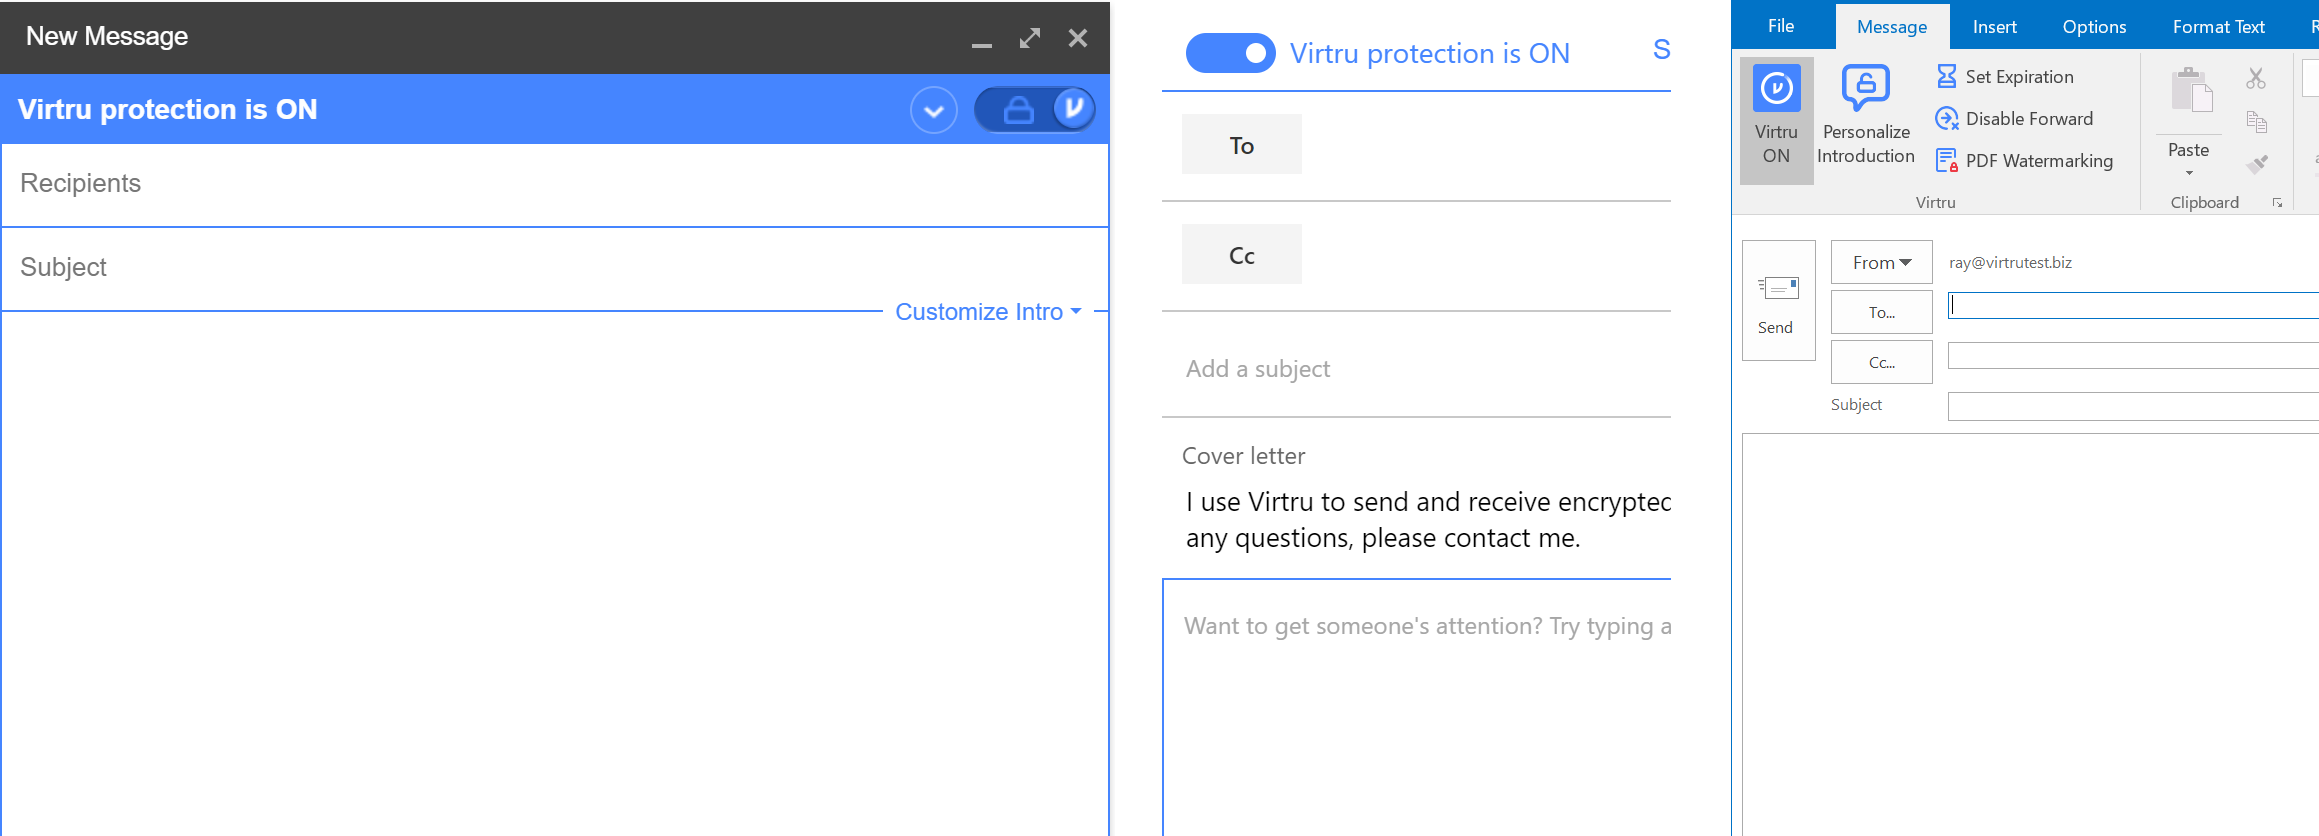 New Message
Virtru protection is ON
Recipients
Subject
Customize Intro
Virtru protection is ON S
To
Cc
Add a subject
Cover letter
I use Virtru to send and receive encrypted
any questions, please contact me.
Want to get someone's attention? Try typing a
File Message Insert Options Format Text R
Virtru
ON
Personalize
Introduction
Set Expiration
Disable Forward
PDF Watermarking
Virtru
Paste
Clipboard
Send
From ray@virtrutest.biz
To...
Cc...
Subject